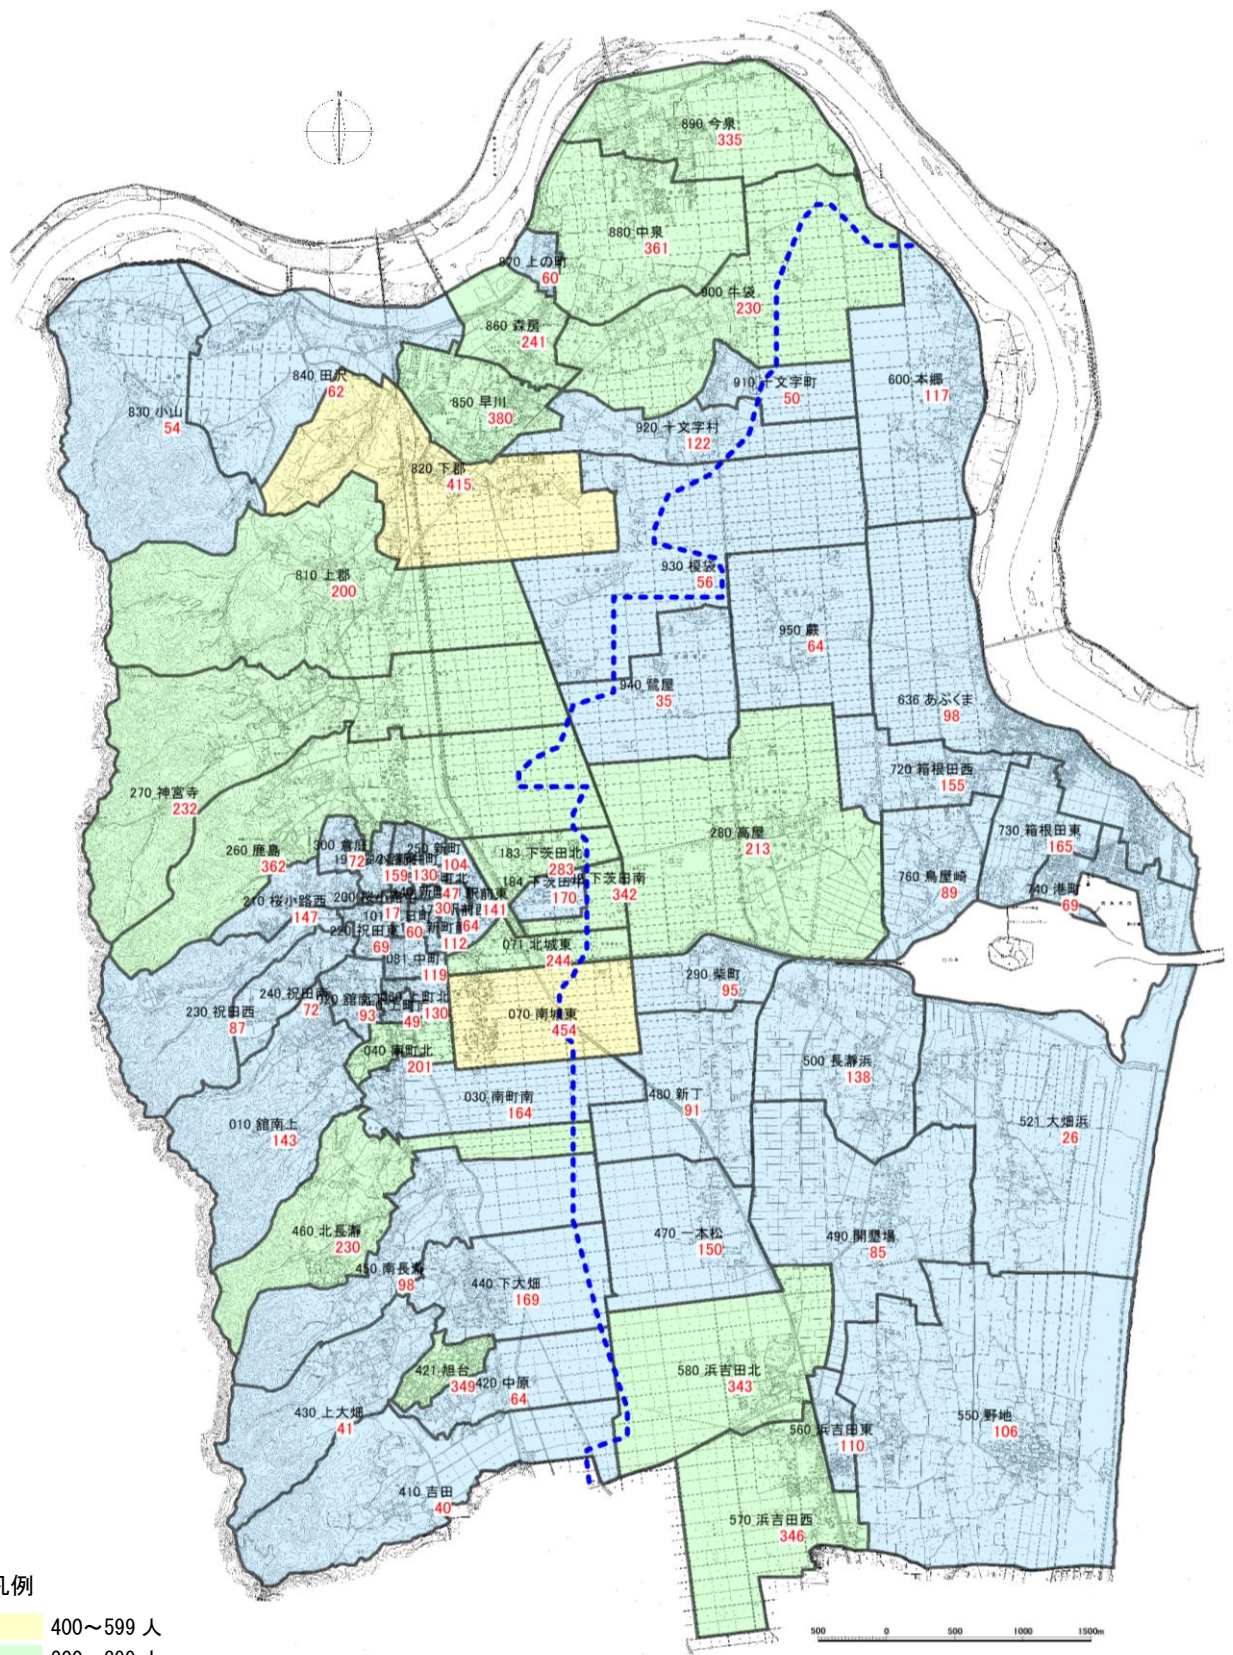 N
890 今泉
335
880 中泉
361
870 上の町
60
900 牛袋
230
860 森房
241
840 田沢
62
830 小山
54
850 早川
380
910 十文字町
50
600 本郷
117
920 十文字村
122
820 下郡
415
930 榎袋
56
810 上郡
200
950 蕨
64
940 鷺屋
35
636 あぶくま
98
720 箱根田西
155
270 神宮寺
232
280 高屋
213
730 箱根田東
165
260 鹿島
362
300 倉庭
72
159
130
250 新町
104
183 下茨田北
283
184 下茨田中
170
下茨田南
342
760 鳥屋崎
89
740 港町
69
210 桜小路西
147
17
47
30
駅前東
141
64
60
112
220 祝田東
69
071 北城東
244
081 中町
119
290 柴町
95
230 祝田西
87
240 祝田南
72
93
上町北
130
49
070 南城東
454
040 南町北
201
500 長瀞浜
138
030 南町南
164
480 新丁
91
010 舘南上
143
521 大畑浜
26
460 北長瀞
230
450 南長瀞
98
470 一本松
150
490 開墾場
85
440 下大畑
169
421 旭台
349
420 中原
64
580 浜吉田北
343
430 上大畑
41
560 浜吉田東
110
550 野地
106
410 吉田
40
570 浜吉田西
346
凡例
400～599 人
500 0 500 1000 1500m